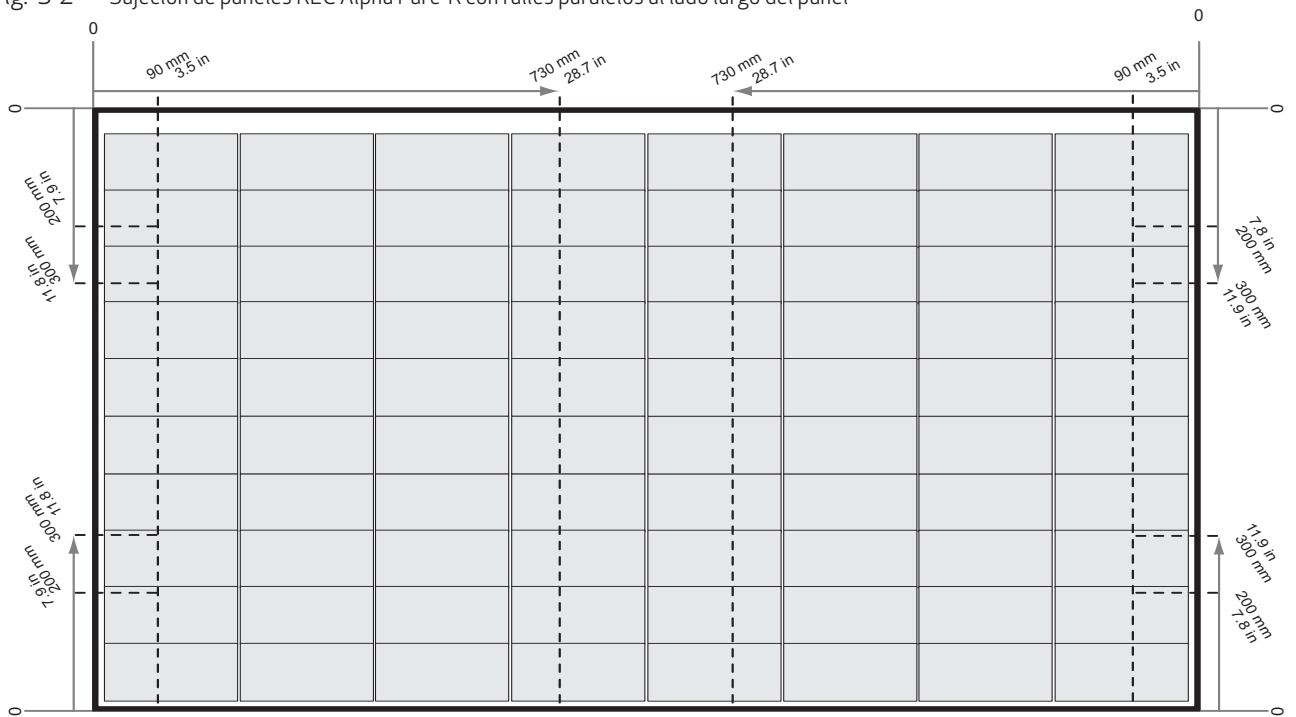 ig. 3-2 Sujeción de paneles REC Alpha Pure-R con raíles paralelos al lado largo del panel
0
0
90 mm
3.5 in
730 mm
28.7 in
730 mm
28.7 in
90 mm
3.5 in
0
0
200 mm
7.9 in
7.8 in
200 mm
11.8 in
300 mm
300 mm
11.9 in
300 mm
11.8 in
11.9 in
300 mm
7.9 in
200 mm
200 mm
7.8 in
0
0